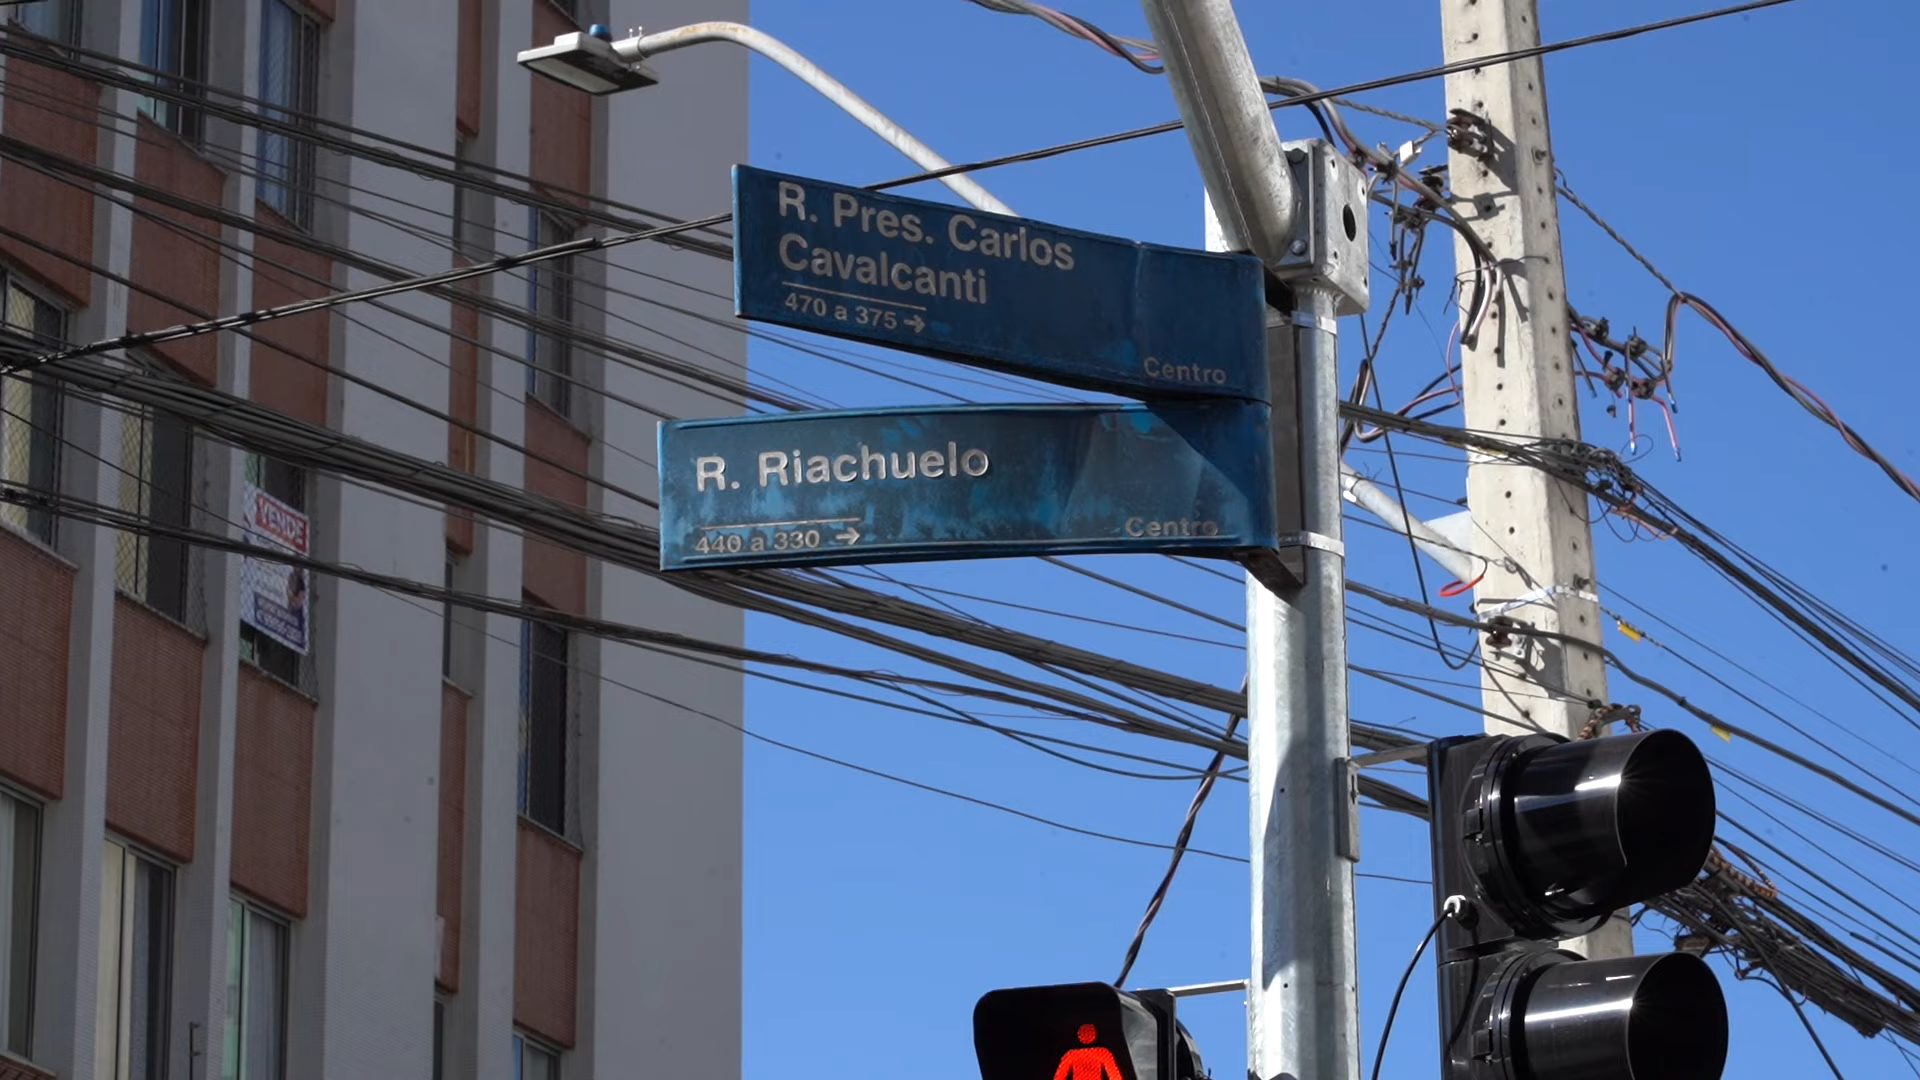 R. Pres. Carlos
Cavalcanti
470 a 375 →
Centro
R. Riachuelo
440 a 330 →
Centro
VENDE